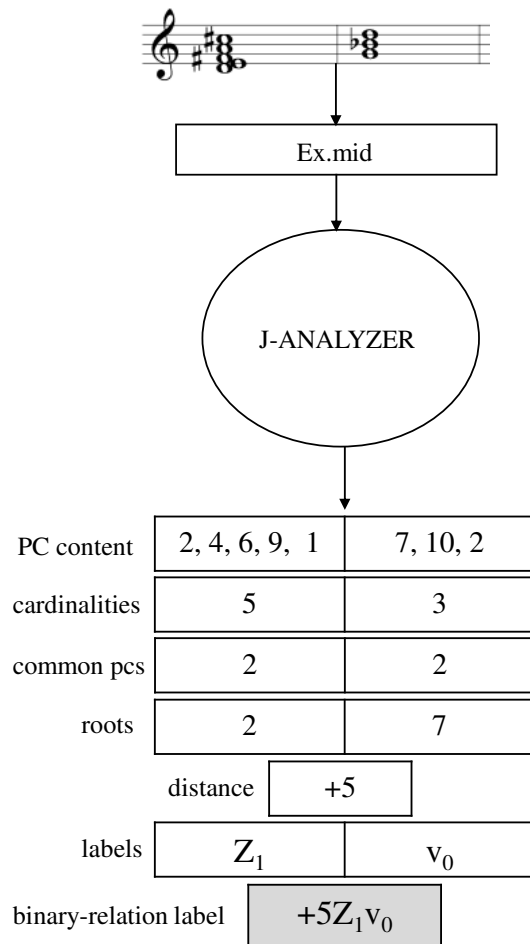 Ex.mid
J-ANALYZER
PC content 2, 4, 6, 9, 1 7, 10, 2
cardinalities 5 3
common pcs 2 2
roots 2 7
distance +5
labels Z₁ v₀
binary-relation label +5Z₁v₀